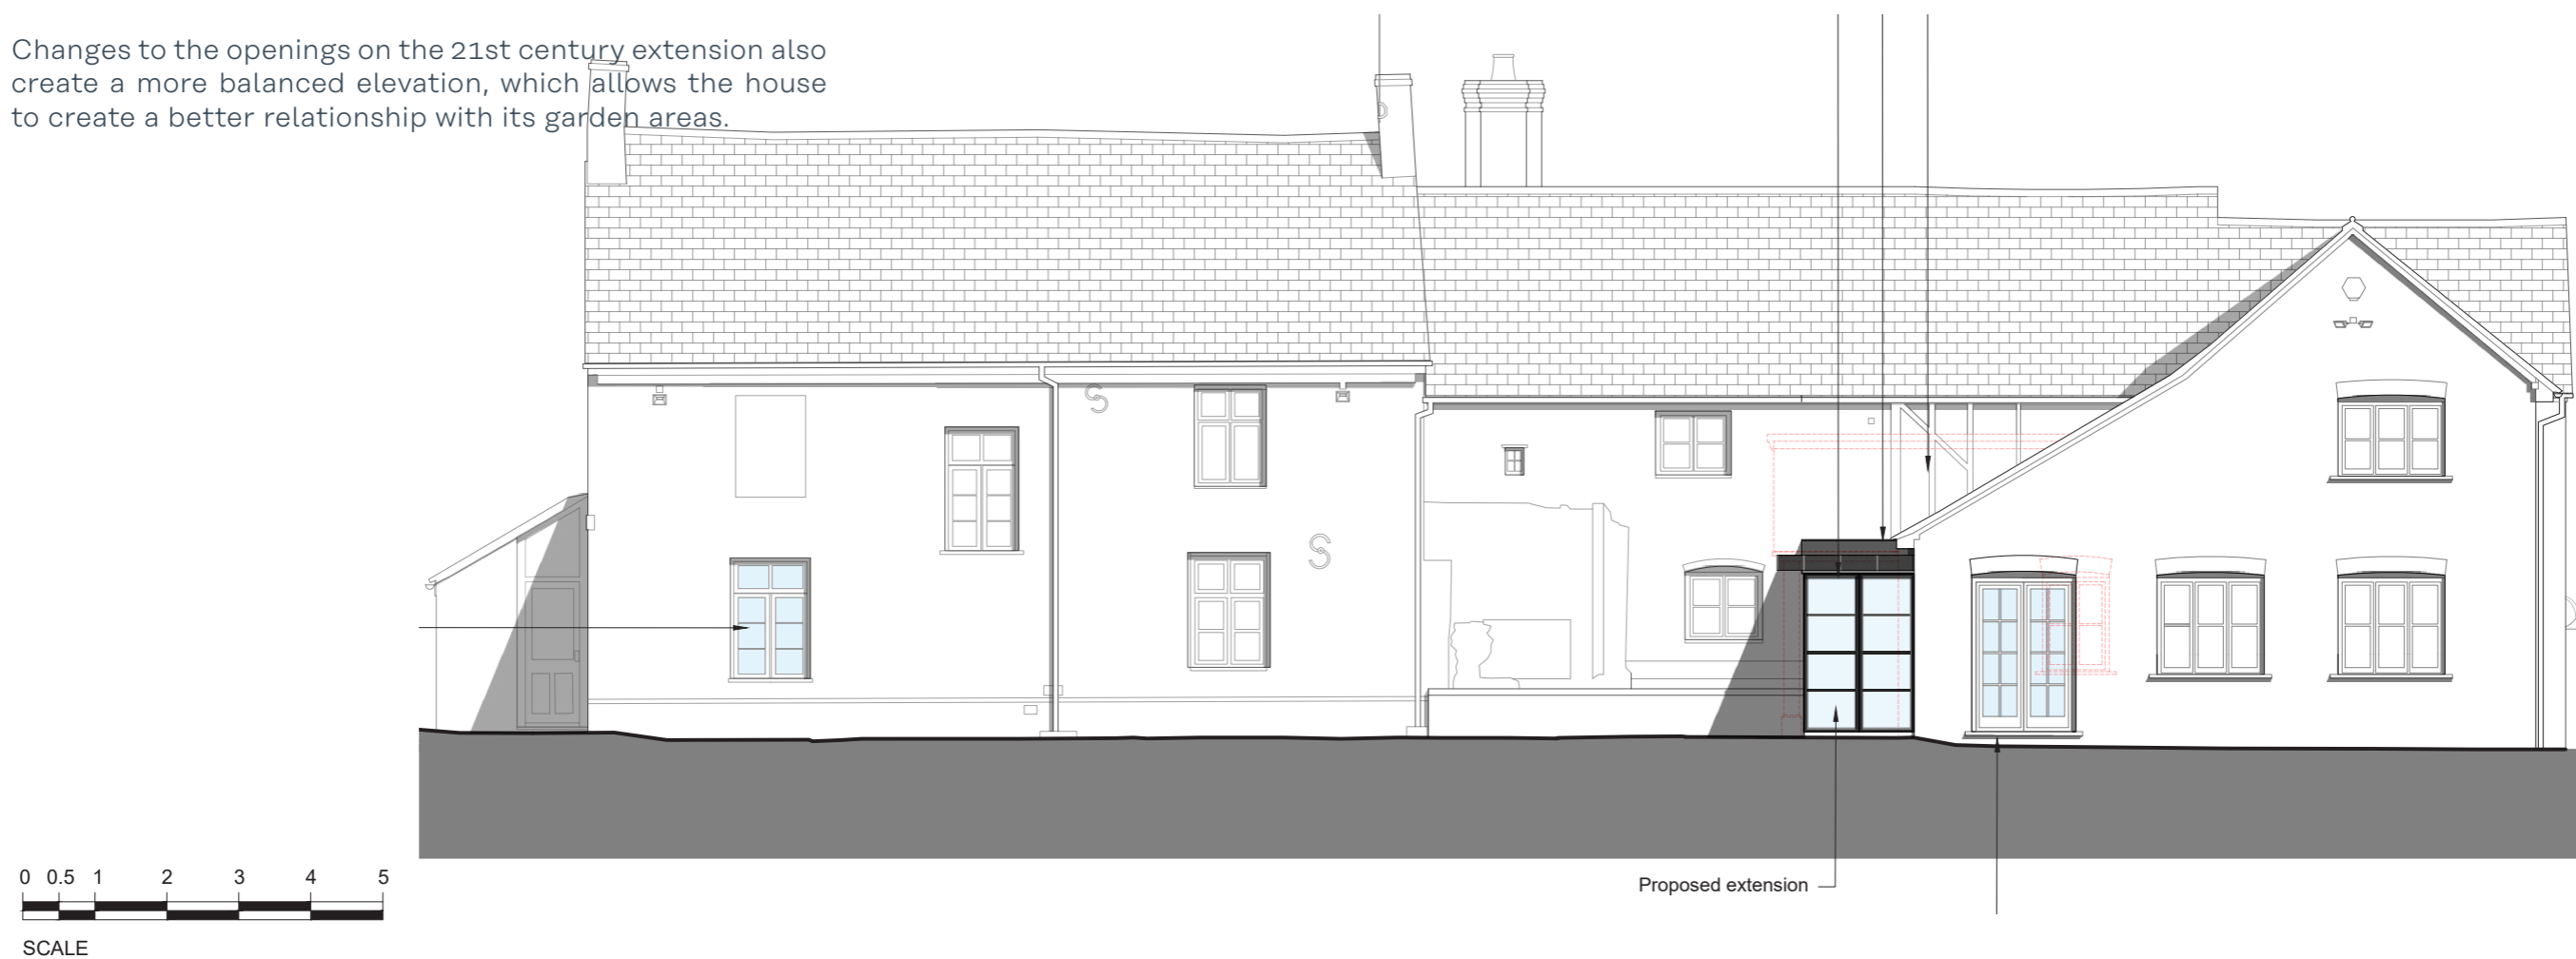 Changes to the openings on the 21st century extension also
create a more balanced elevation, which allows the house
to create a better relationship with its garden areas.
Proposed extension
0 0.5 1 2 3 4 5
SCALE